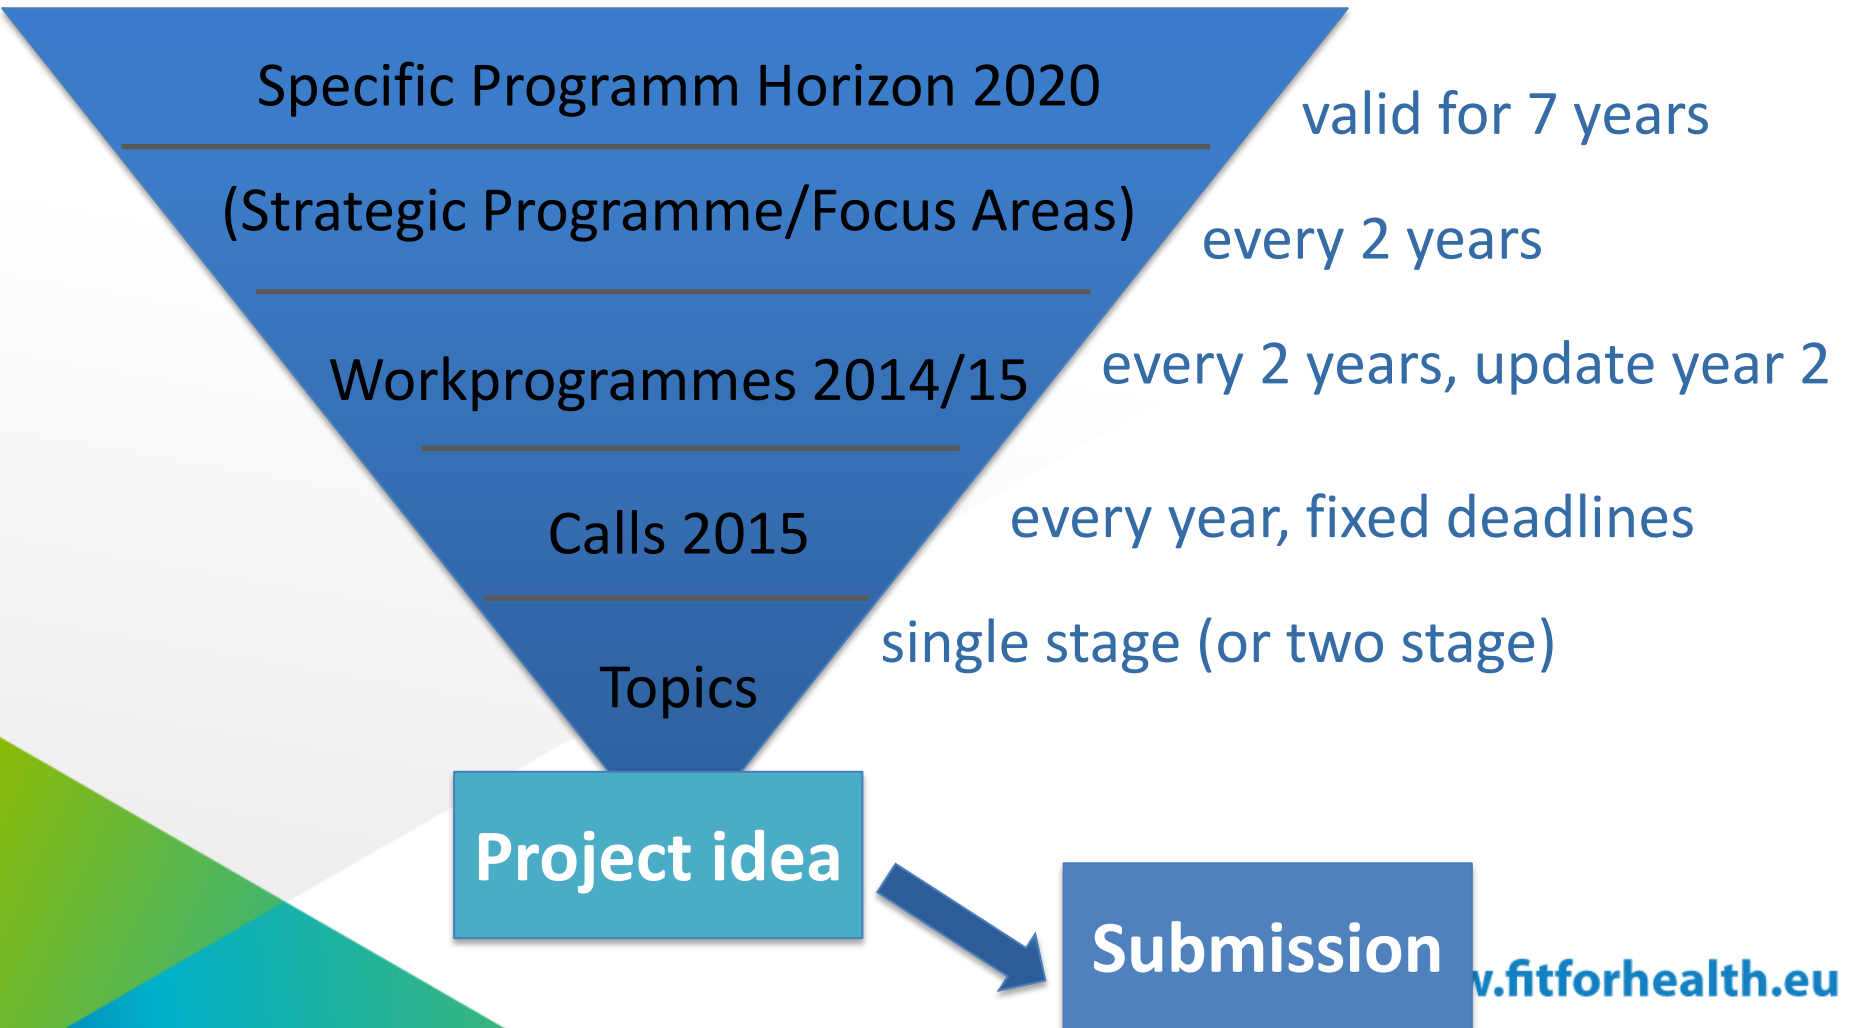 Specific Programm Horizon 2020
valid for 7 years
(Strategic Programme/Focus Areas)
every 2 years
Workprogrammes 2014/15
every 2 years, update year 2
Calls 2015
every year, fixed deadlines
Topics
single stage (or two stage)
Project idea
Submission
.fitforhealth.eu